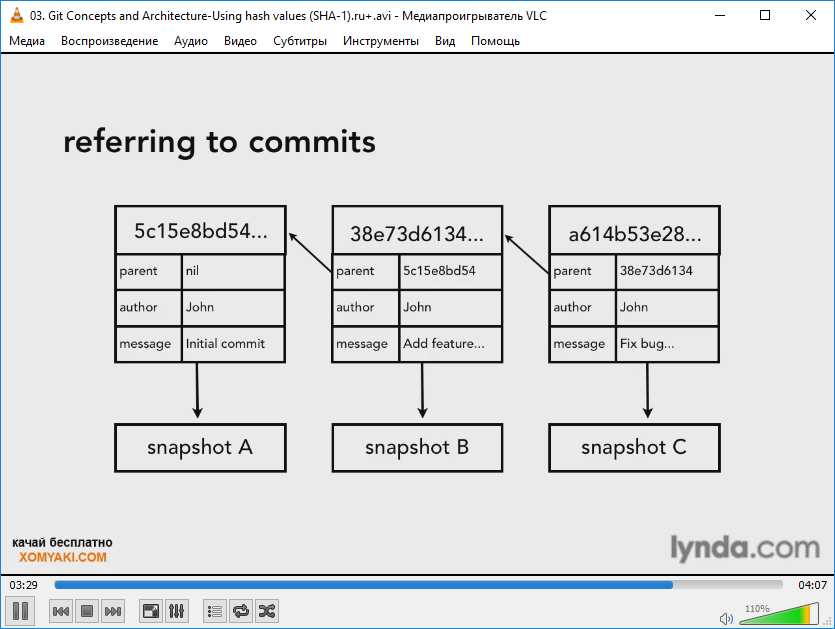 03. Git Concepts and Architecture-Using hash values (SHA-1).ru+.avi - Медиапроигрыватель VLC
Медиа Воспроизведение Аудио Видео Субтитры Инструменты Вид Помощь
referring to commits
5c15e8bd54... 38e73d6134... a614b53e28...
parent nil parent 5c15e8bd54 parent 38e73d6134
author John author John author John
message Initial commit message Add feature... message Fix bug...
snapshot A snapshot B snapshot C
качай бесплатно
XOMYAKI.COM
lynda.com
03:29 04:07
110%